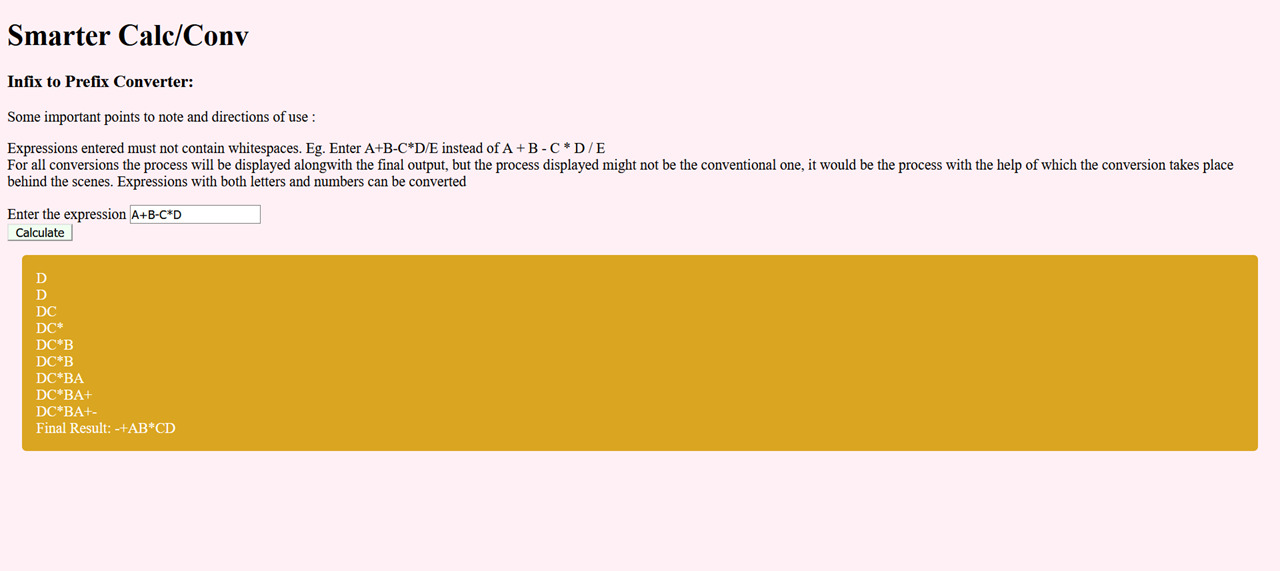 Smarter Calc/Conv
Infix to Prefix Converter:
Some important points to note and directions of use :
Expressions entered must not contain whitespaces. Eg. Enter A+B-C*D/E instead of A + B - C * D / E
For all conversions the process will be displayed alongwith the final output, but the process displayed might not be the conventional one, it would be the process with the help of which the conversion takes place
behind the scenes. Expressions with both letters and numbers can be converted
Enter the expression A+B-C*D
Calculate
D
D
DC
DC*
DC*B
DC*B
DC*BA
DC*BA+
DC*BA+-
Final Result: -+AB*CD